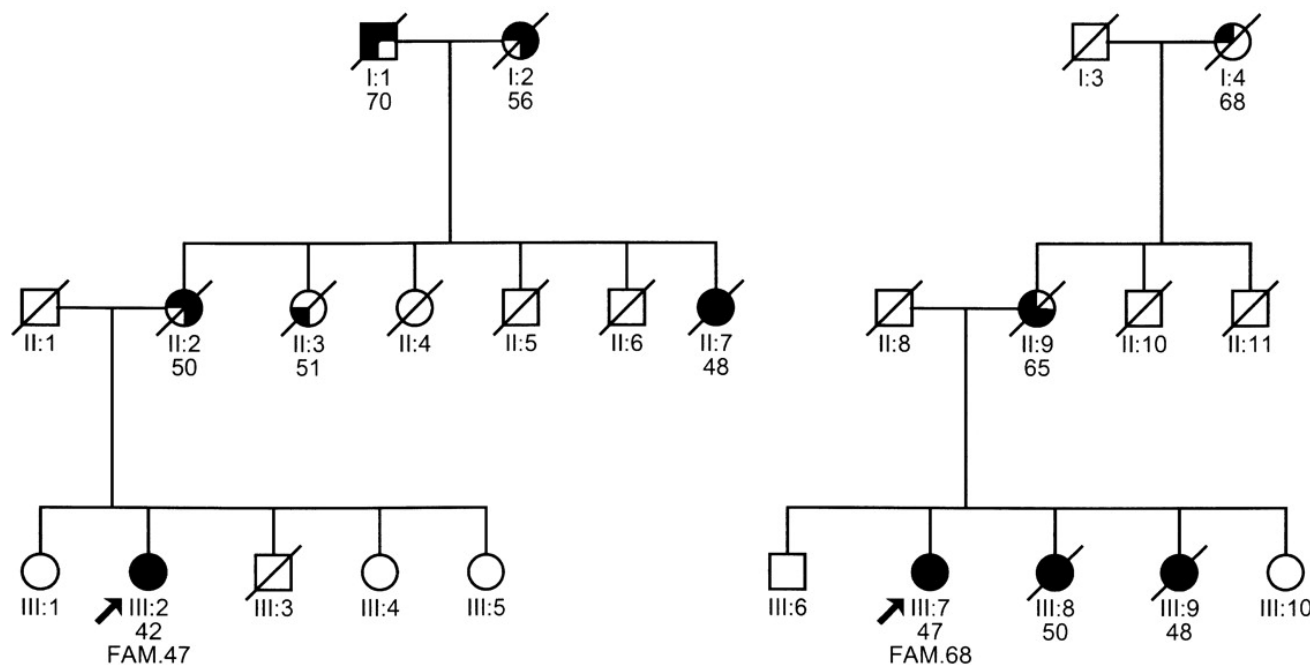 I:1 I:2 I:3 I:4
70 56 68
II:1 II:2 II:3 II:4 II:5 II:6 II:7 II:8 II:9 II:10 II:11
50 51 48 65
III:1 III:2 III:3 III:4 III:5 III:6 III:7 III:8 III:9 III:10
42 47 50 48
FAM.47 FAM.68